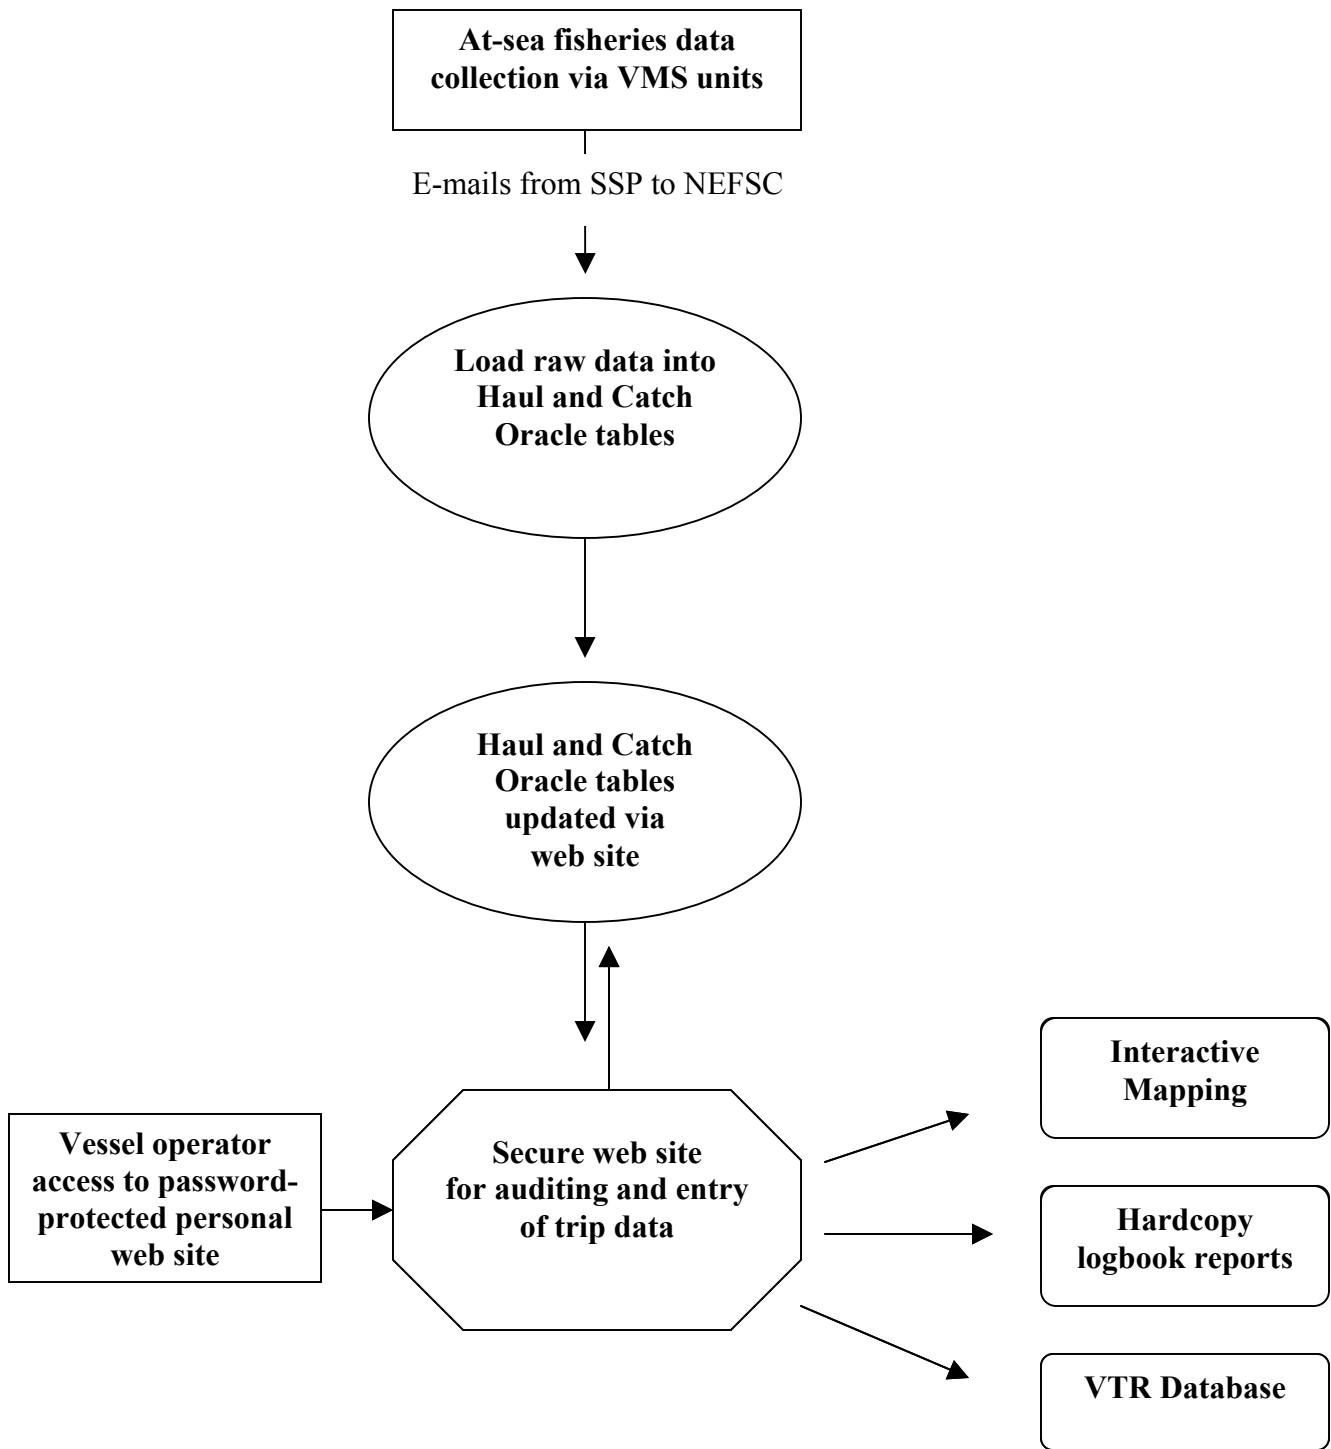 At-sea fisheries data
collection via VMS units
E-mails from SSP to NEFSC
Load raw data into
Haul and Catch
Oracle tables
Haul and Catch
Oracle tables
updated via
web site
Vessel operator
access to password-
protected personal
web site
Secure web site
for auditing and entry
of trip data
Interactive
Mapping
Hardcopy
logbook reports
VTR Database